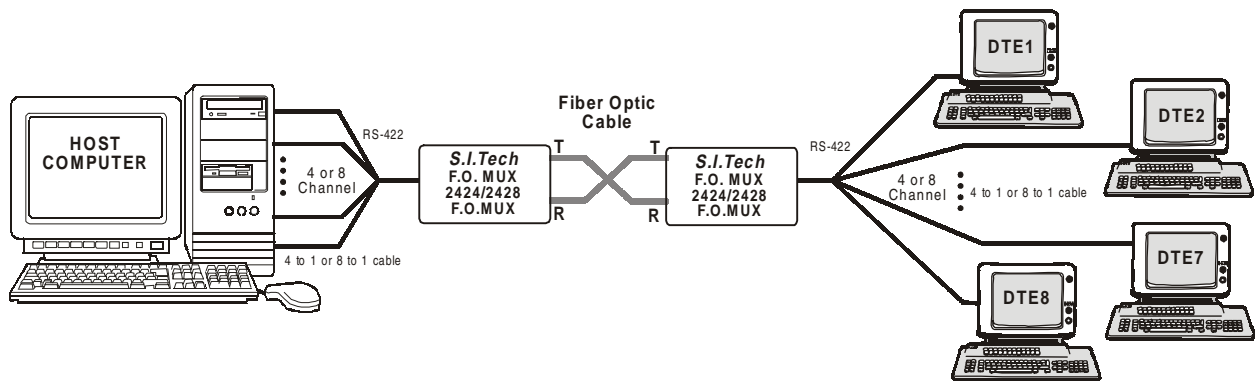 HOST
COMPUTER
RS-422
4 or 8
Channel
4 to 1 or 8 to 1 cable
S.I.Tech
F.O. MUX
2424/2428
F.O.MUX
Fiber Optic
Cable
T
R
T
R
S.I.Tech
F.O. MUX
2424/2428
F.O.MUX
RS-422
4 or 8
Channel
4 to 1 or 8 to 1 cable
DTE1
DTE2
DTE7
DTE8